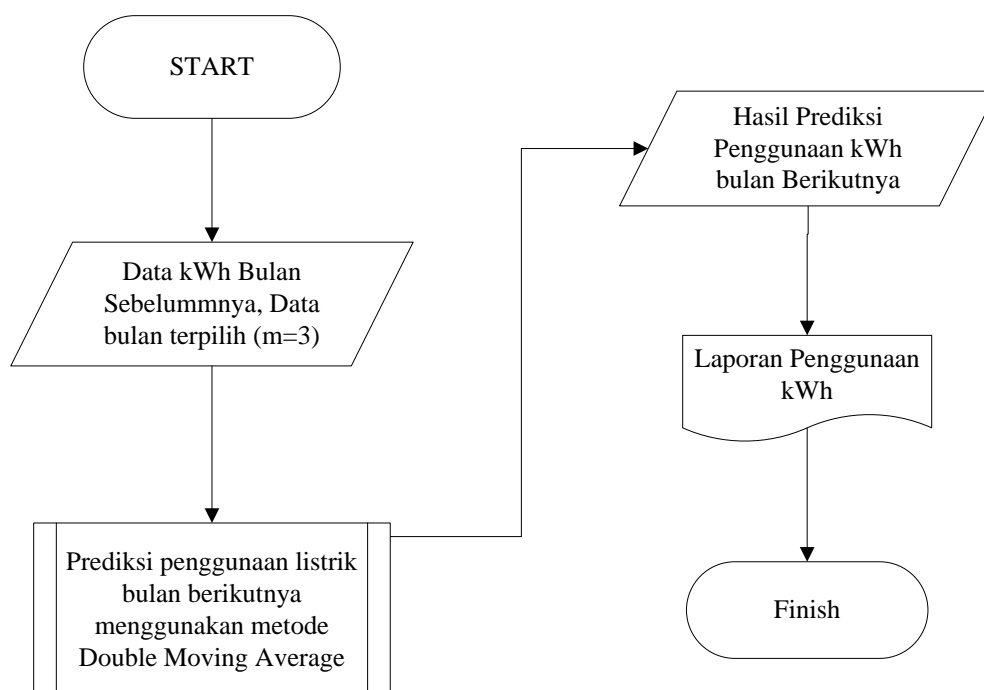 START
Data kWh Bulan
Sebelummnya, Data
bulan terpilih (m=3)
Prediksi penggunaan listrik
bulan berikutnya
menggunakan metode
Double Moving Average
Hasil Prediksi
Penggunaan kWh
bulan Berikutnya
Laporan Penggunaan
kWh
Finish